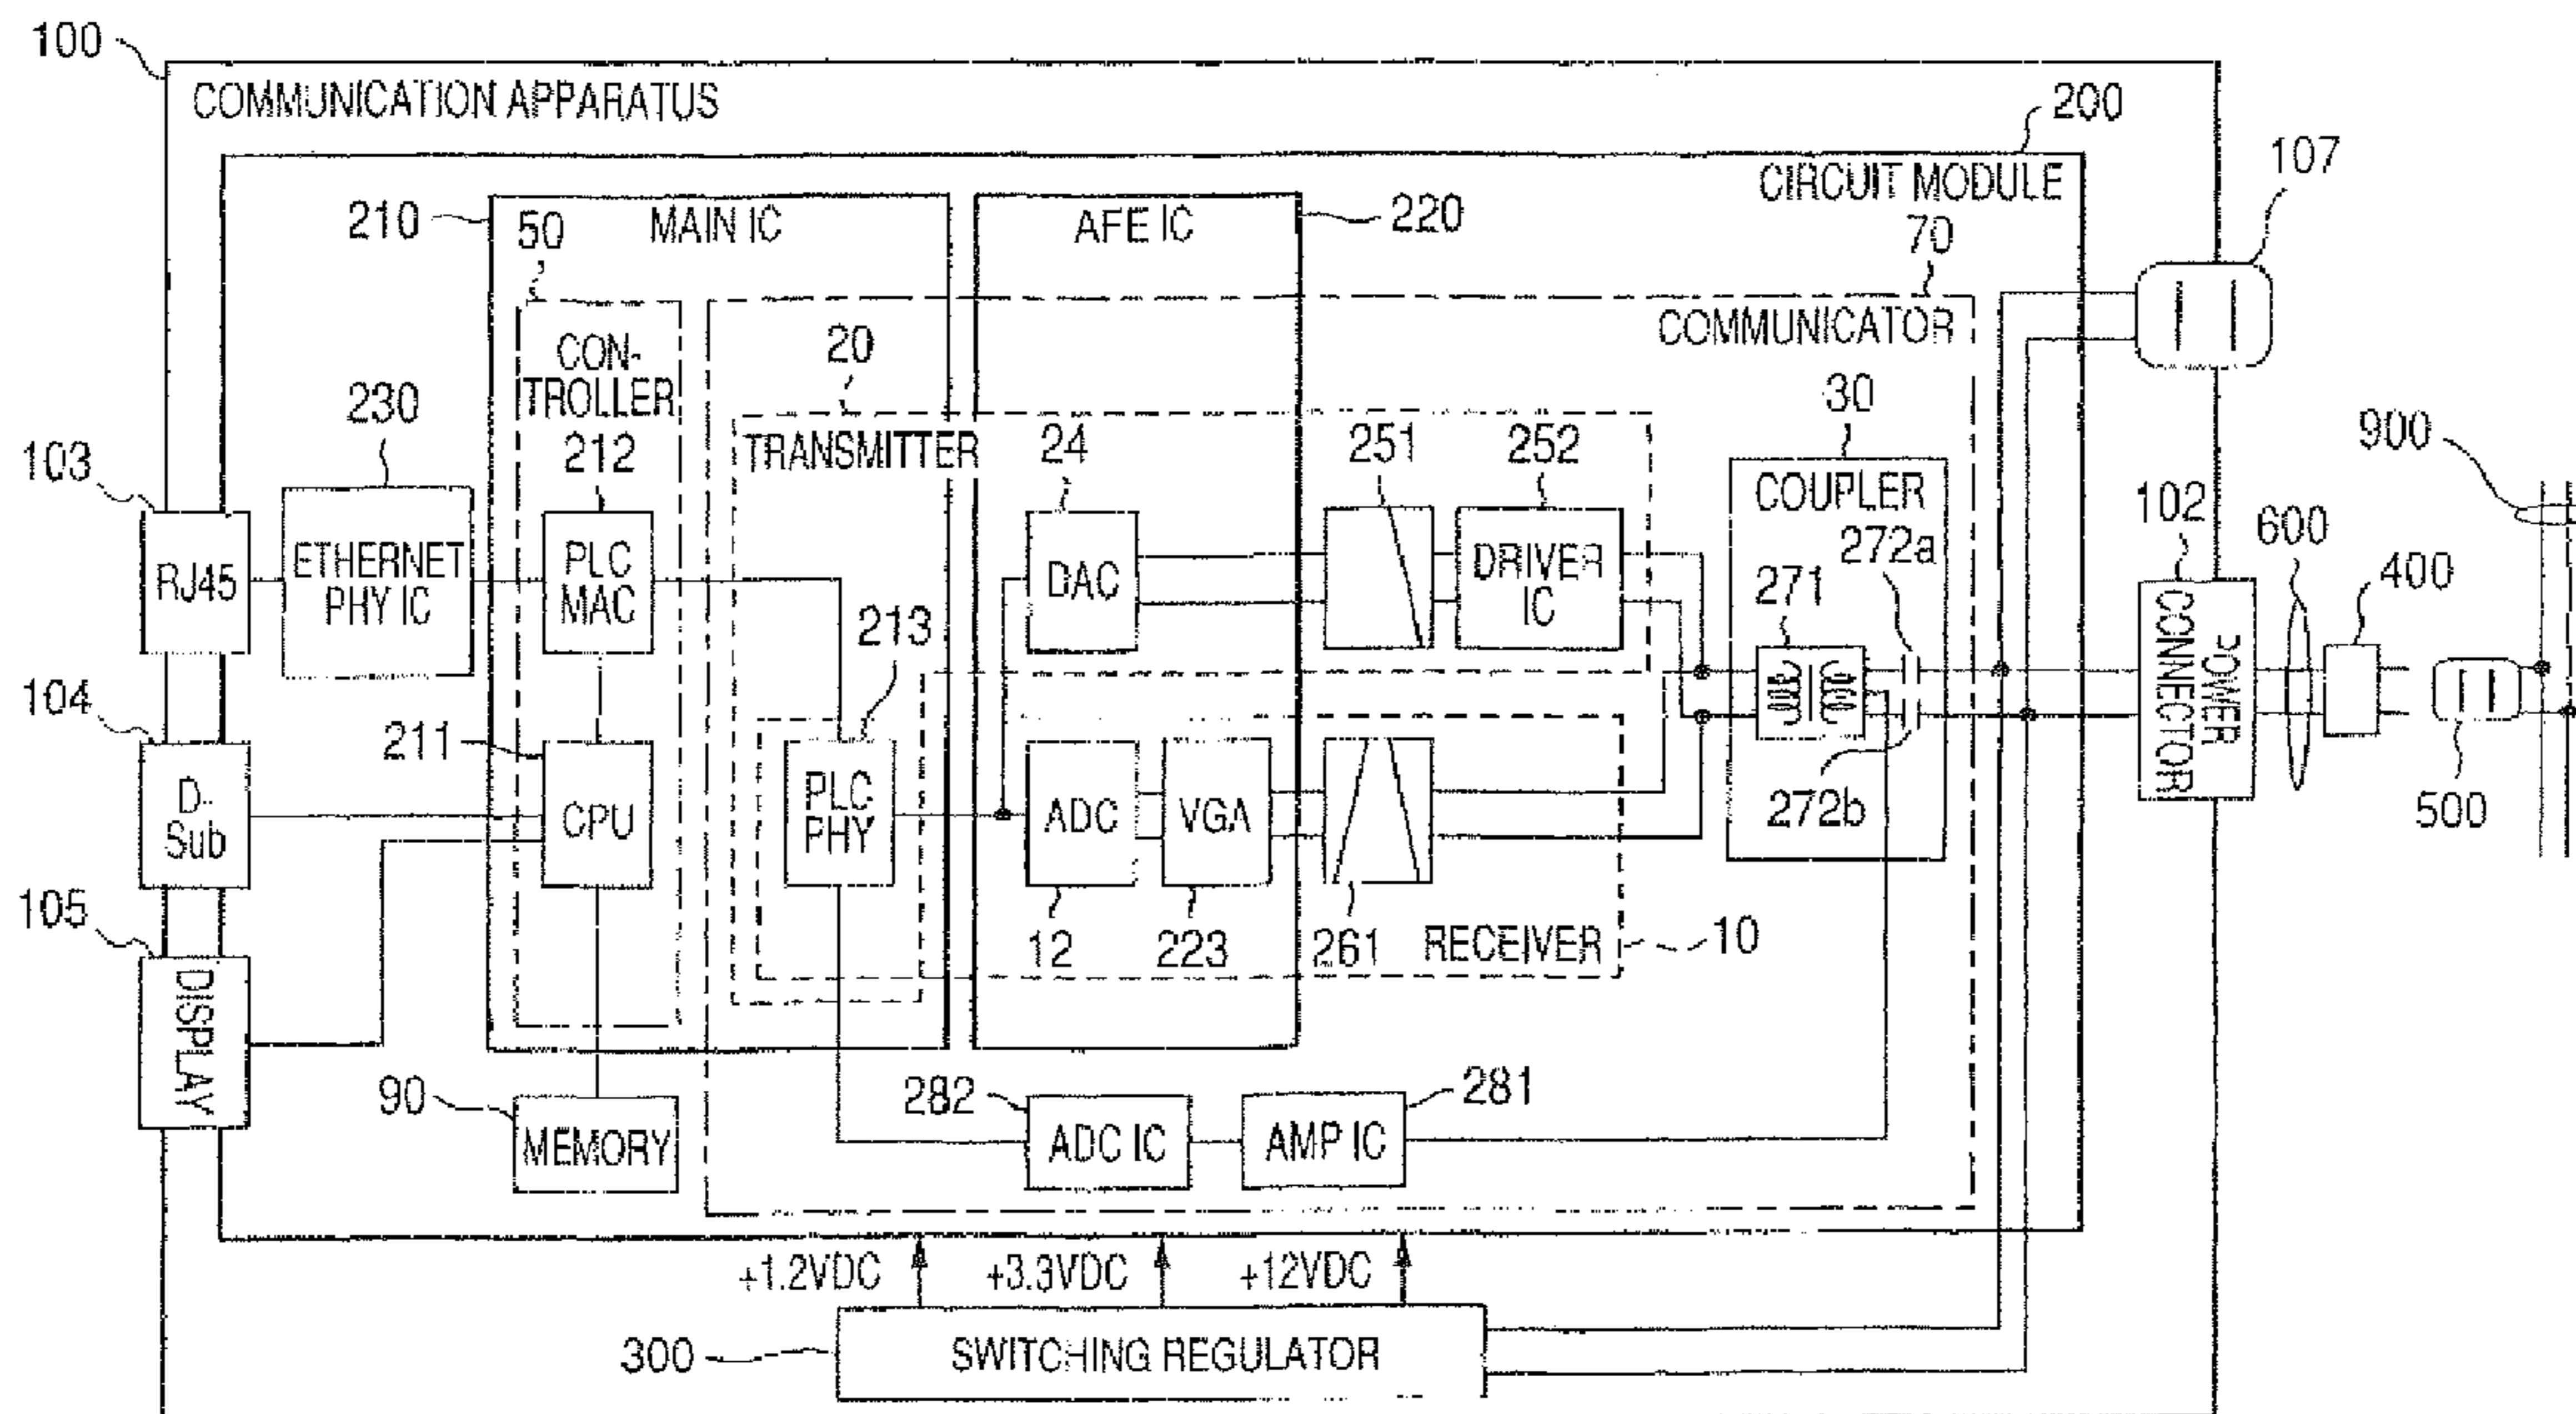 100
COMMUNICATION APPARATUS
200
107
CIRCUIT MODULE
210
50
MAIN IC
AFE IC
220
70
COMMUNICATOR
20
CON-
TROLLER
230
30
900
103
212
TRANSMITTER
24
251
252
COUPLER
102
600
272a
400
RJ45
ETHERNET
PHY IC
PLC
MAC
DAC
DRIVER
IC
271
213
POWER
CONNECTOR
104
211
D-
Sub
CPU
PLC
PHY
ADC
VGA
272b
500
105
12
223
261
RECEIVER
10
DISPLAY
90
MEMORY
282
ADC IC
AMP IC
281
+1.2VDC
+3.3VDC
+12VDC
300
SWITCHING REGULATOR